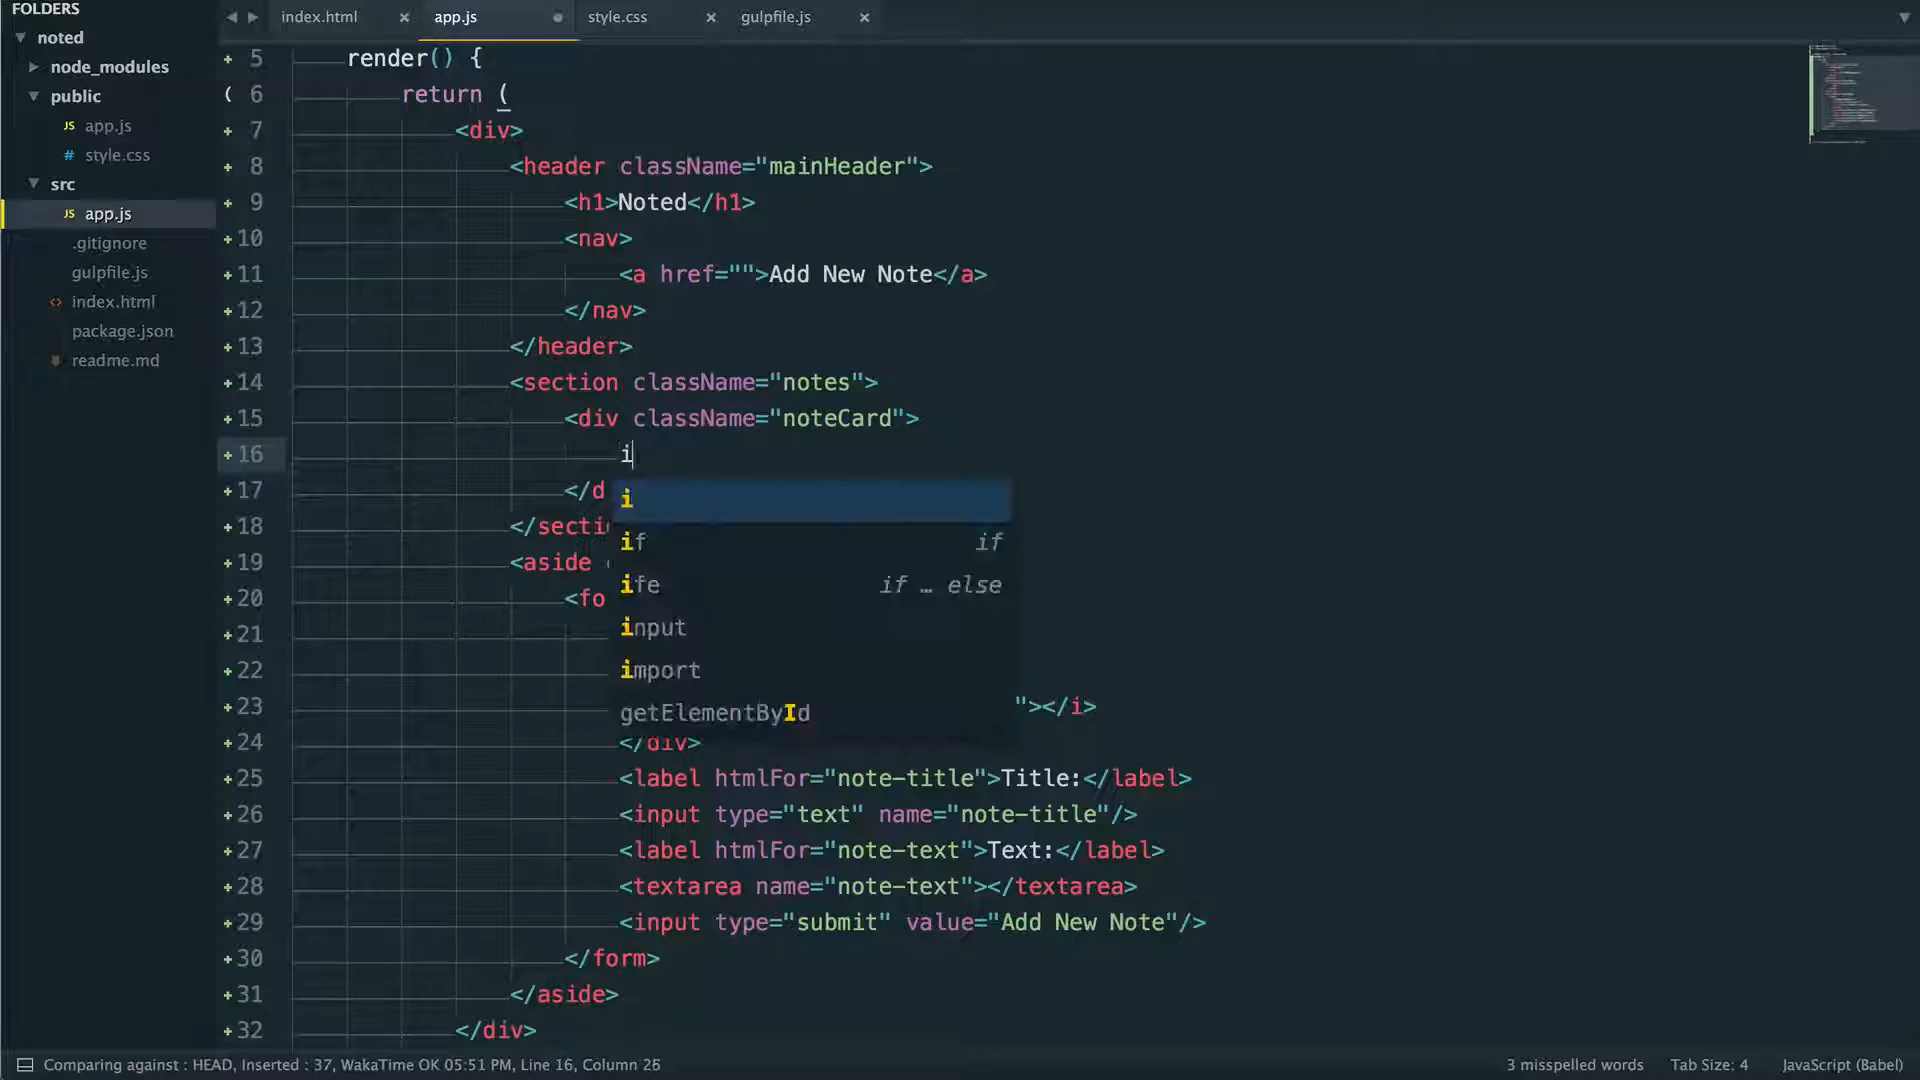 FOLDERS
noted
node_modules
public
JS app.js
# style.css
src
JS app.js
.gitignore
gulpfile.js
<> index.html
package.json
readme.md
index.html × app.js style.css × gulpfile.js ×
5 render() {
6 return (
7 <div>
8 <header className="mainHeader">
9 <h1>Noted</h1>
10 <nav>
11 <a href="">Add New Note</a>
12 </nav>
13 </header>
14 <section className="notes">
15 <div className="noteCard">
16 i
17 </d
18 </secti
19 <aside
20 <fo
21
22
23 "></i>
24 </div>
25 <label htmlFor="note-title">Title:</label>
26 <input type="text" name="note-title"/>
27 <label htmlFor="note-text">Text:</label>
28 <textarea name="note-text"></textarea>
29 <input type="submit" value="Add New Note"/>
30 </form>
31 </aside>
32 </div>
i
if if
ife if … else
input
import
getElementById
Comparing against : HEAD, Inserted : 37, WakaTime OK 05:51 PM, Line 16, Column 26
3 misspelled words Tab Size: 4 JavaScript (Babel)